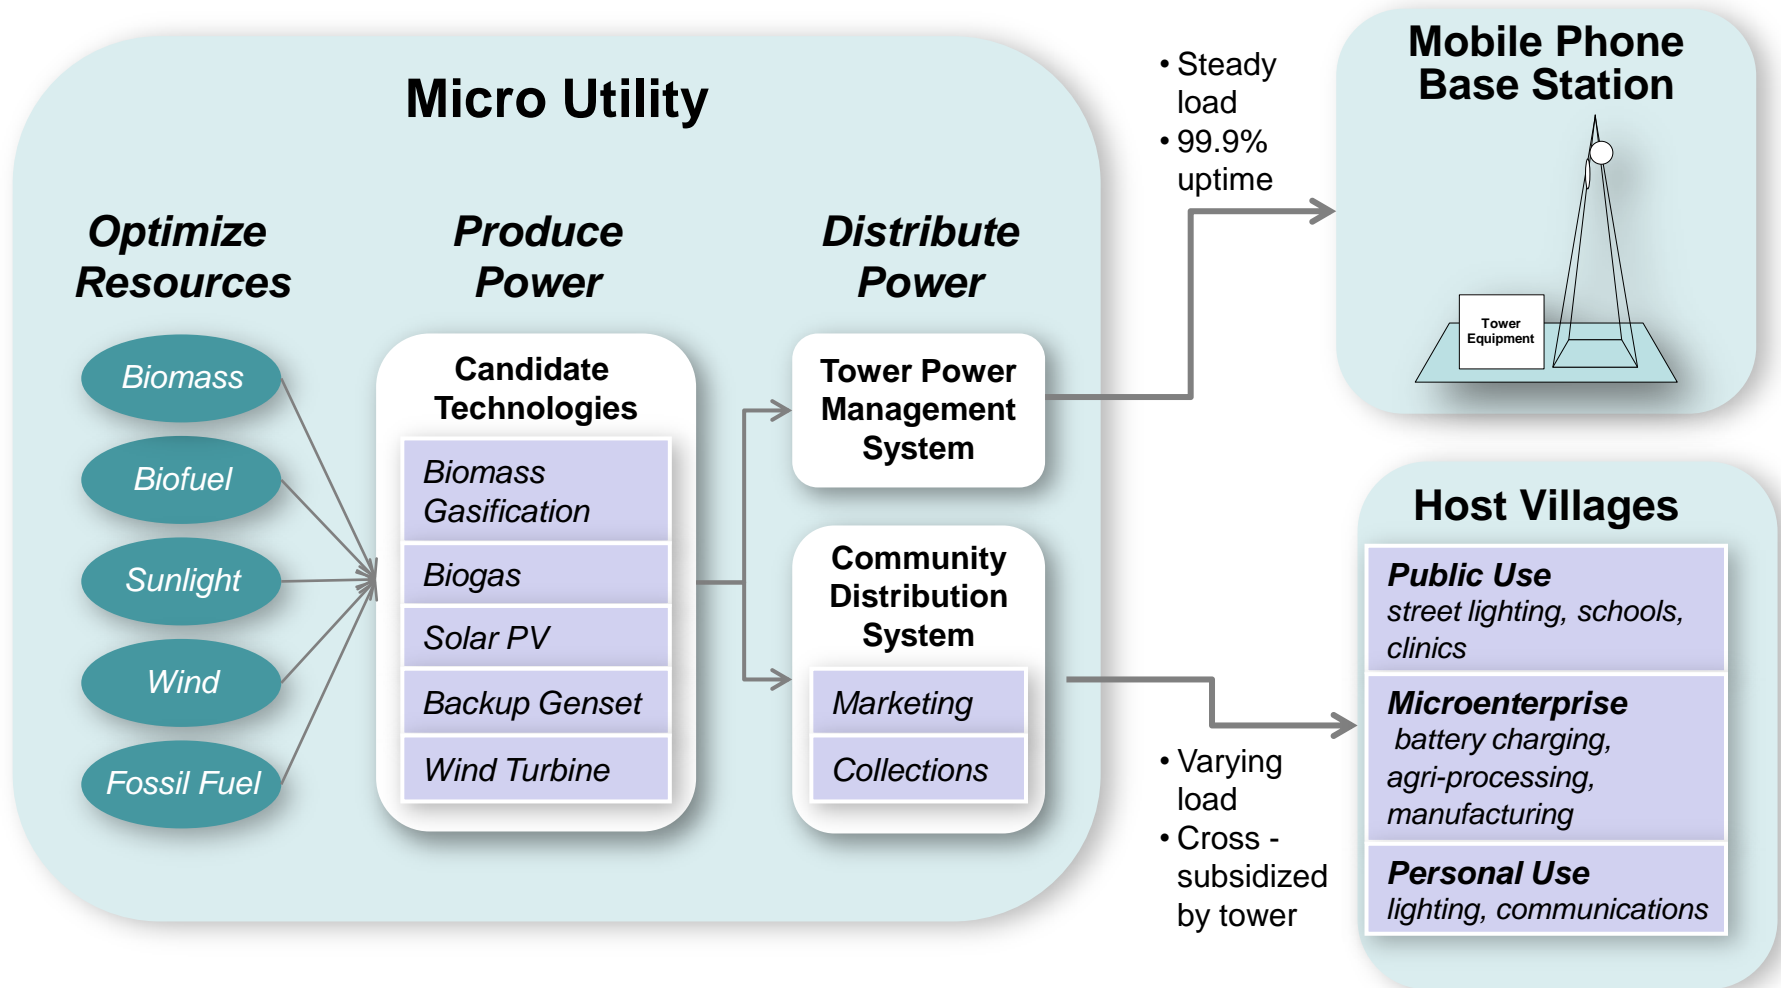 Micro Utility
Optimize
Resources
Biomass
Biofuel
Sunlight
Wind
Fossil Fuel
Produce
Power
Candidate
Technologies
Biomass
Gasification
Biogas
Solar PV
Backup Genset
Wind Turbine
Distribute
Power
Tower Power
Management
System
Community
Distribution
System
Marketing
Collections
• Steady
load
• 99.9%
uptime
Mobile Phone
Base Station
Tower
Equipment
• Varying
load
• Cross -
subsidized
by tower
Host Villages
Public Use
street lighting, schools,
clinics
Microenterprise
battery charging,
agri-processing,
manufacturing
Personal Use
lighting, communications